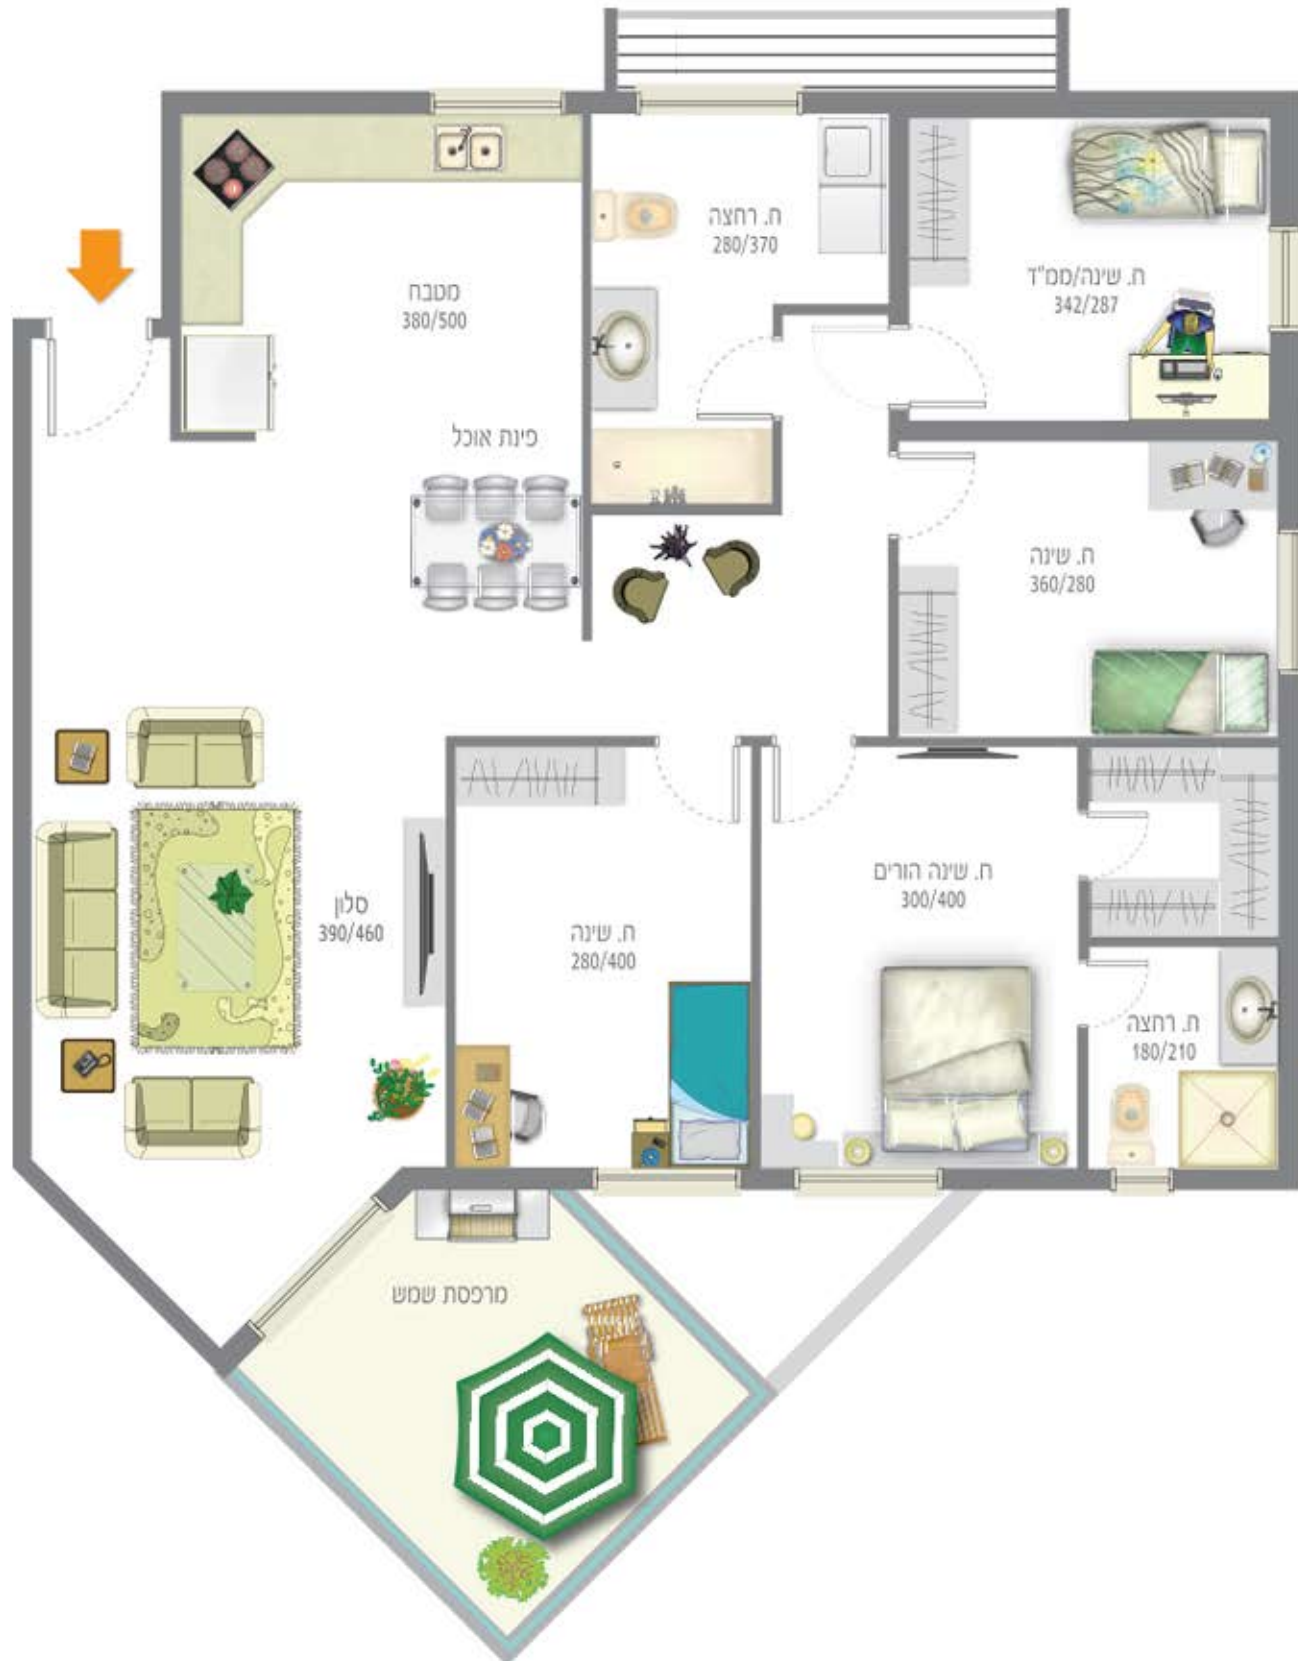 ח. רחצה
280/370
ח. שינה/ממ"ד
342/287
מטבח
380/500
פינת אוכל
ח. שינה
360/280
ח. שינה הורים
300/400
סלון
390/460
ח. שינה
280/400
ח. רחצה
180/210
מרפסת שמש